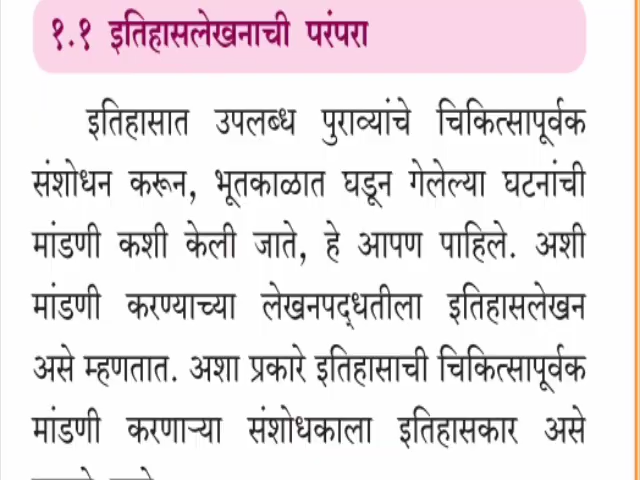 १.१ इतिहासलेखनाची परंपरा
इतिहासात उपलब्ध पुराव्यांचे चिकित्सापूर्वक
संशोधन करून, भूतकाळात घडून गेलेल्या घटनांची
मांडणी कशी केली जाते, हे आपण पाहिले. अशी
मांडणी करण्याच्या लेखनपद्धतीला इतिहासलेखन
असे म्हणतात. अशा प्रकारे इतिहासाची चिकित्सापूर्वक
मांडणी करणाऱ्या संशोधकाला इतिहासकार असे